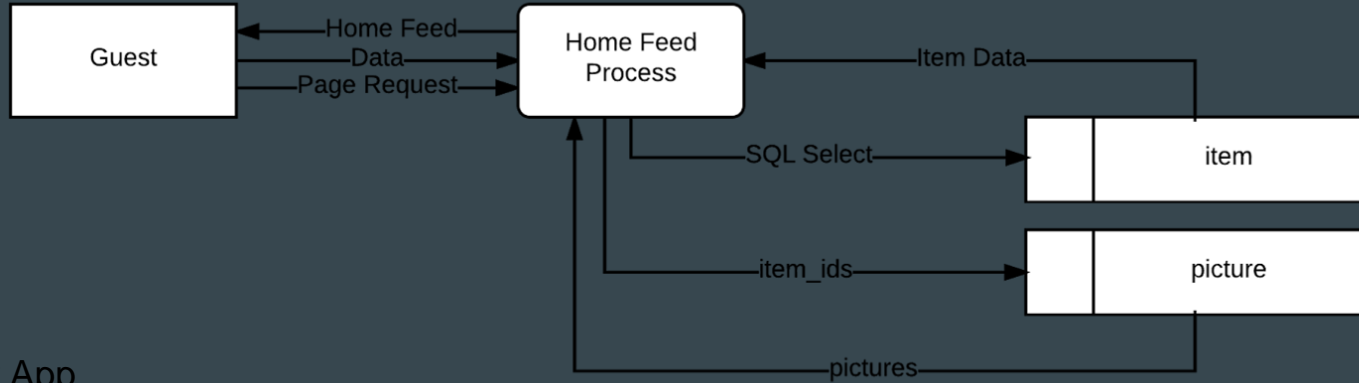 Guest
Home Feed
Data
Page Request
Home Feed
Process
Item Data
SQL Select
item
item_ids
picture
pictures
App